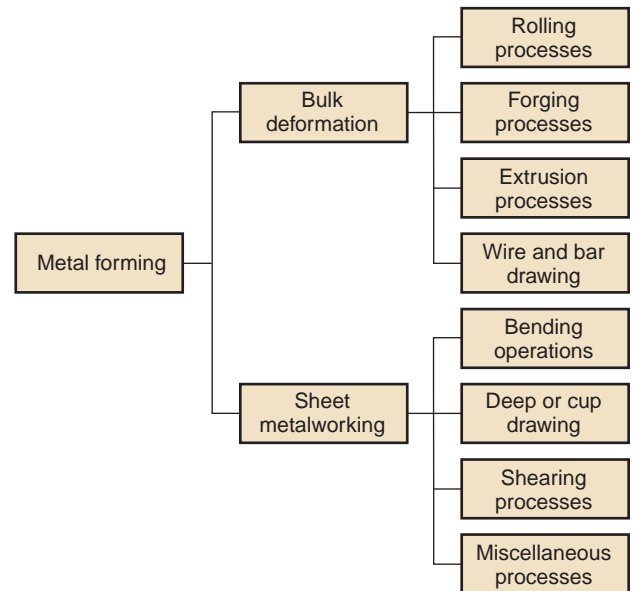 Metal forming
Bulk
deformation
Rolling
processes
Forging
processes
Extrusion
processes
Wire and bar
drawing
Sheet
metalworking
Bending
operations
Deep or cup
drawing
Shearing
processes
Miscellaneous
processes